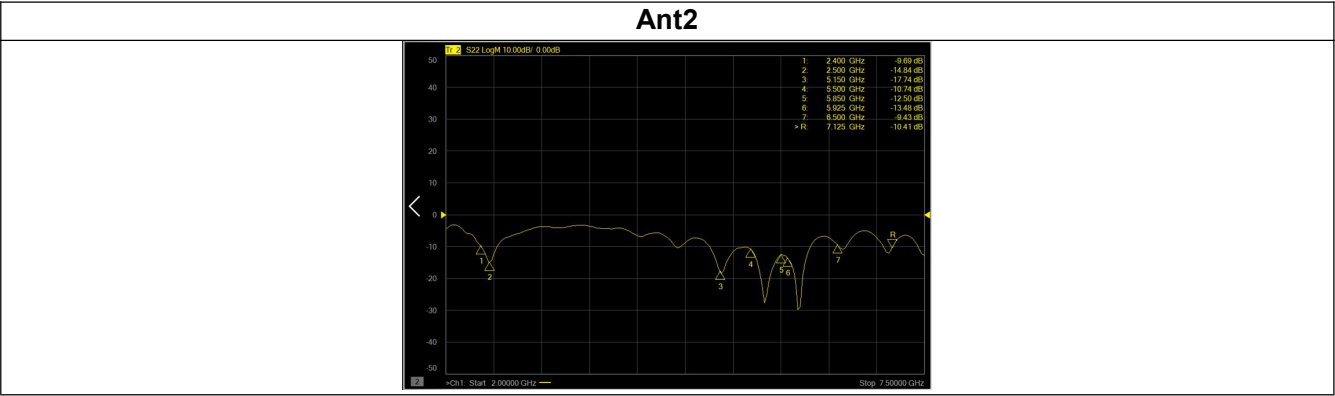 Ant2
Tr 2 S22 LogM 10.00dB/ 0.00dB
1: 2.400 GHz -9.69 dB
2: 2.500 GHz -14.84 dB
3: 5.150 GHz -17.74 dB
4: 5.500 GHz -10.74 dB
5: 5.850 GHz -12.50 dB
6: 5.925 GHz -13.48 dB
7: 6.500 GHz -9.43 dB
> R: 7.125 GHz -10.41 dB
50
40
30
20
10
0
-10
-20
-30
-40
-50
1
2
3
4
5
6
7
R
2 >Ch1: Start 2.00000 GHz Stop 7.50000 GHz